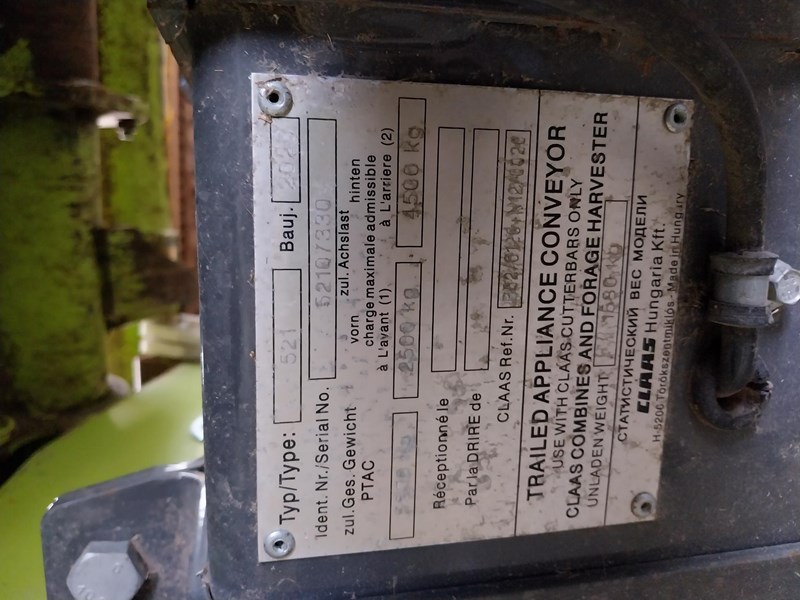 Typ/Type: 521 Bauj.
Ident. Nr./Serial No. 52107330
zul. Ges. Gewicht zul. Achslast
PTAC vorn hinten
charge maximale admissible
à L'avant (1) à L'arriere (2)
2500 kg 4500 kg
Réceptionné le
Par la DRIRE de
CLAAS Ref. Nr.
TRAILED APPLIANCE CONVEYOR
USE WITH CLAAS CUTTERBARS ONLY
CLAAS COMBINES AND FORAGE HARVESTER
UNLADEN WEIGHT kg
СТАТИСТИЧЕСКИЙ ВЕС МОДЕЛИ
CLAAS Hungaria Kft.
H-5200 Törökszentmiklós - Made in Hungary